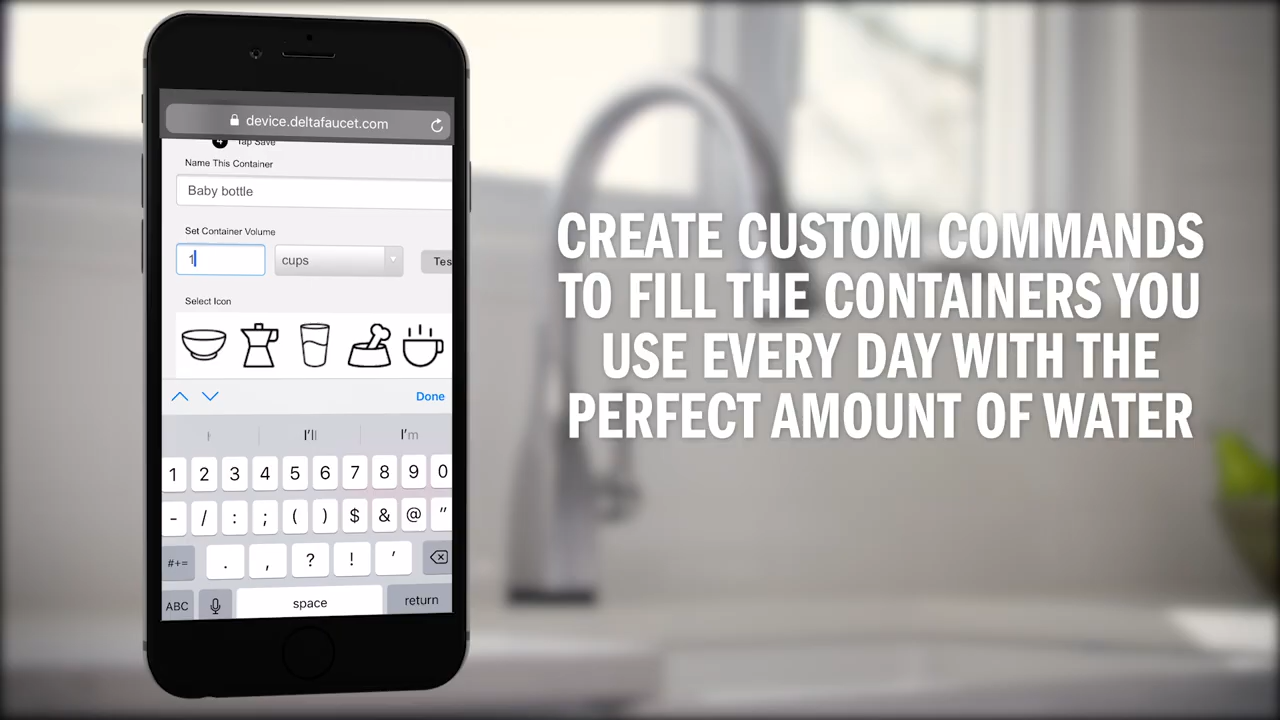 device.deltafaucet.com
4 Tap Save
Name This Container
Baby bottle
Set Container Volume
1
cups
Tes
Select Icon
Done
I'll
I'm
1 2 3 4 5 6 7 8 9 0
- / : ; ( ) $ & @ "
#+= . , ? ! '
ABC space return
CREATE CUSTOM COMMANDS
TO FILL THE CONTAINERS YOU
USE EVERY DAY WITH THE
PERFECT AMOUNT OF WATER